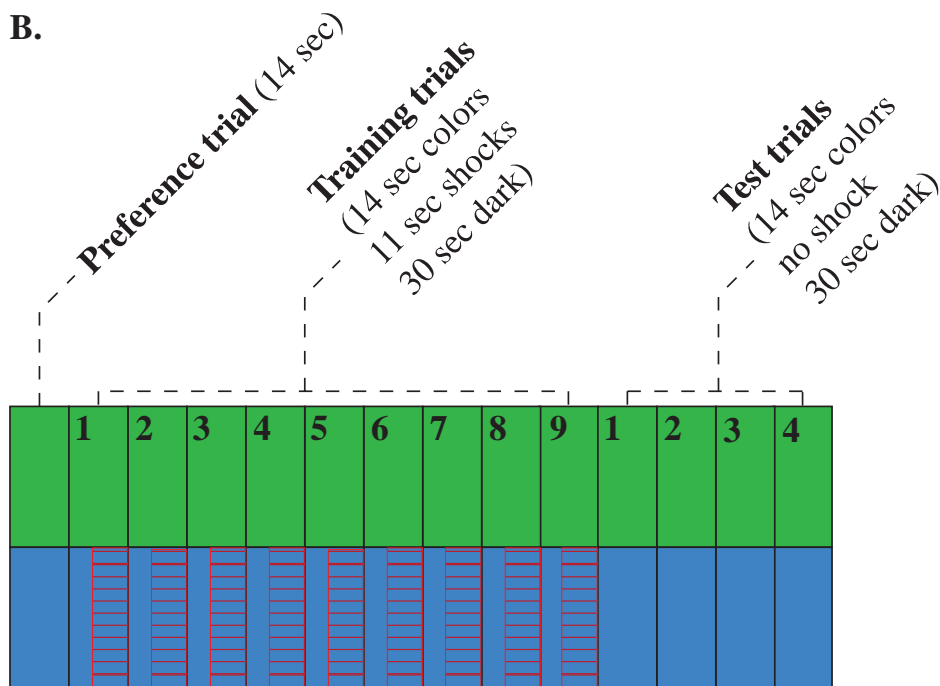 B.
Preference trial (14 sec)
Training trials
(14 sec colors
11 sec shocks
30 sec dark)
Test trials
(14 sec colors
no shock
30 sec dark)
1 2 3 4 5 6 7 8 9 1 2 3 4